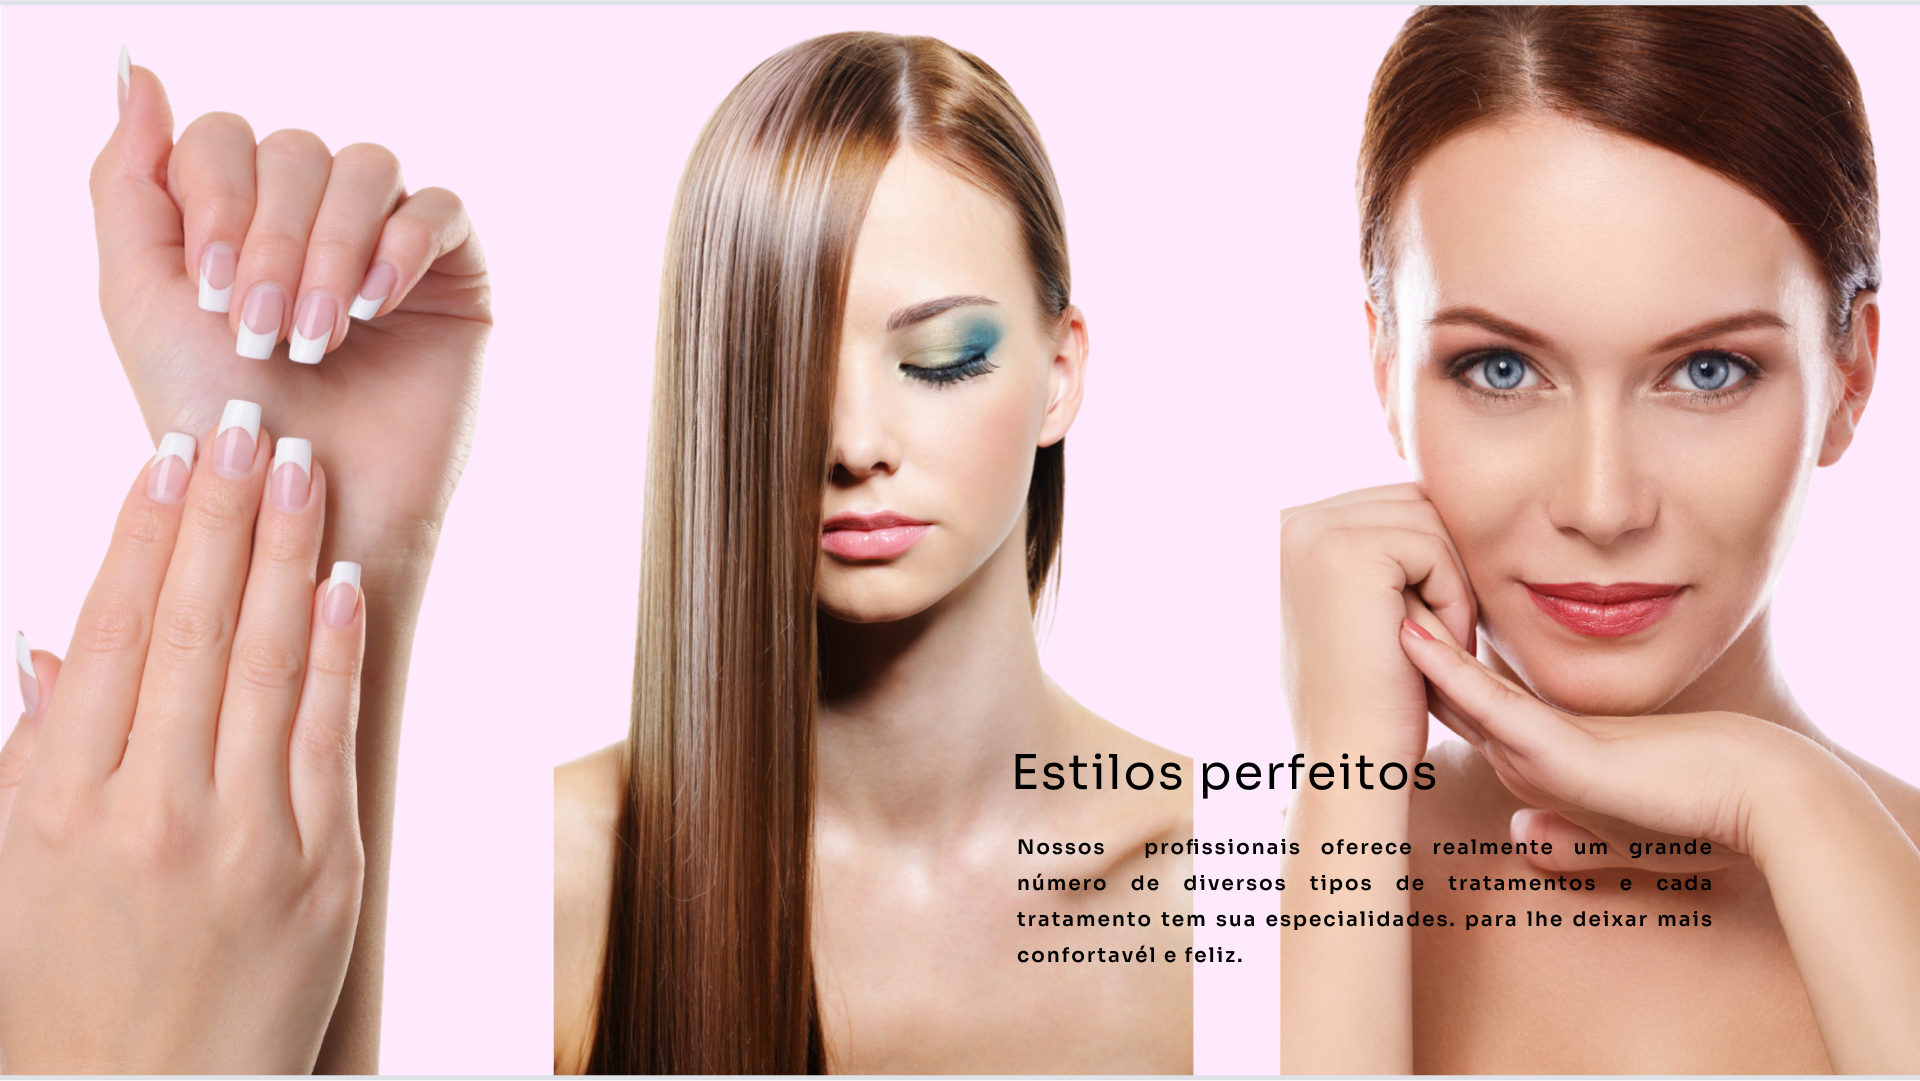 Estilos perfeitos
Nossos profissionais oferece realmente um grande
número de diversos tipos de tratamentos e cada
tratamento tem sua especialidades. para lhe deixar mais
confortavél e feliz.